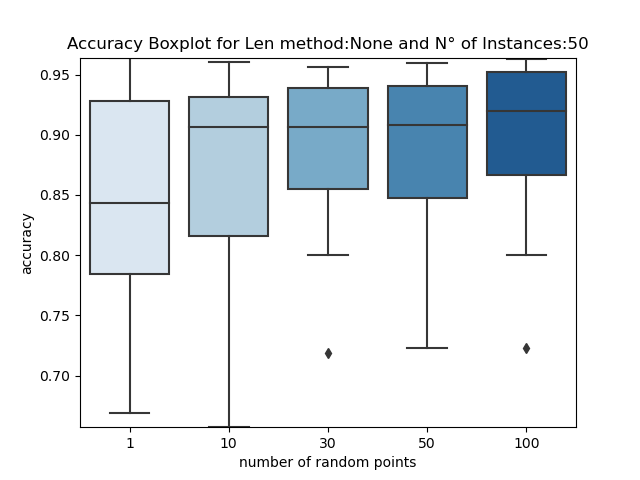 Accuracy Boxplot for Len method:None and N° of Instances:50
0.95
0.90
0.85
0.80
0.75
0.70
accuracy
1 10 30 50 100
number of random points